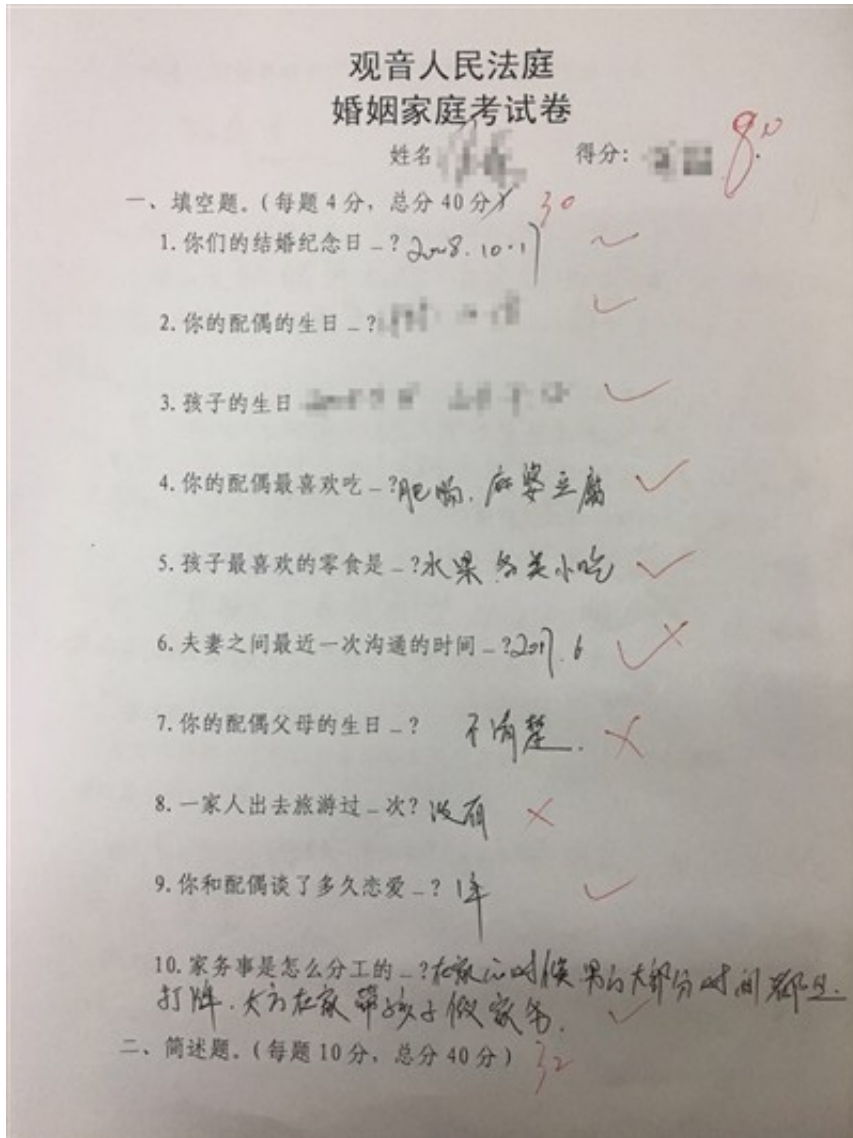 观音人民法庭
婚姻家庭考试卷
姓名 得分: 80.
一、填空题。(每题4分，总分40分) 30
1.你们的结婚纪念日_?2008.10.17
2.你的配偶的生日_?
3.孩子的生日
4.你的配偶最喜欢吃_?肥肠.麻婆豆腐
5.孩子最喜欢的零食是_?水果 各类小吃
6.夫妻之间最近一次沟通的时间_?2017.6
7.你的配偶父母的生日_? 不清楚.
8.一家人出去旅游过_次?没有
9.你和配偶谈了多久恋爱_?1年
10.家务事是怎么分工的_?在家的时候男的大部分时间都是
打牌.女方在家带孩子做家务.
二、简述题。(每题10分，总分40分) 32